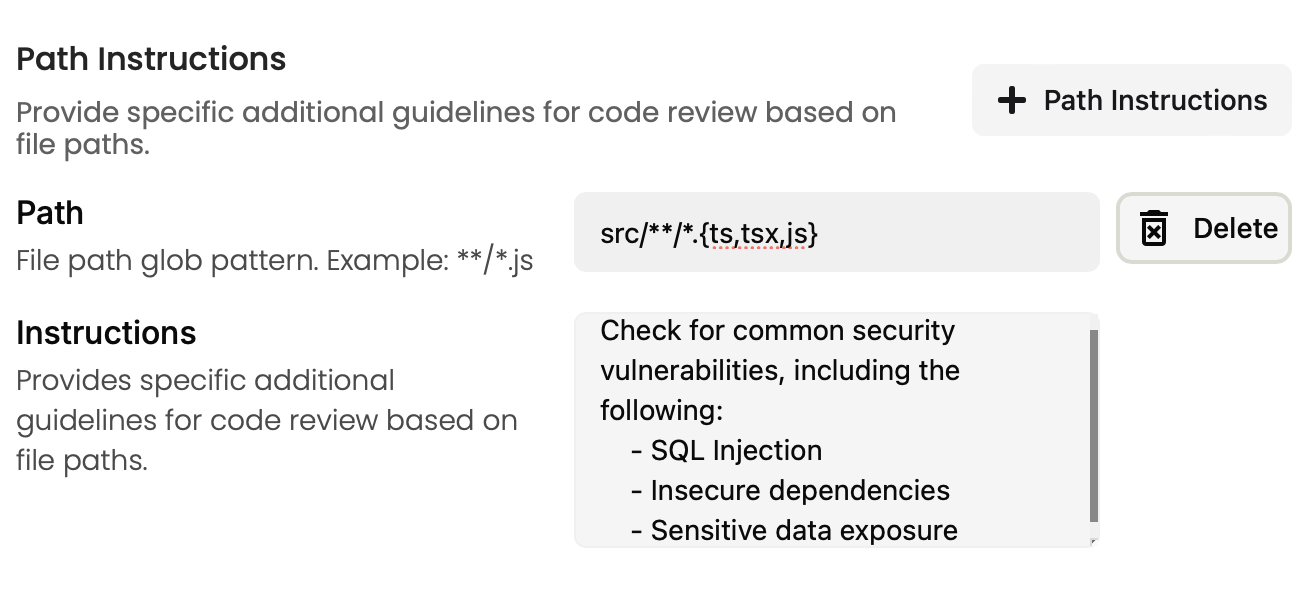 Path Instructions
Provide specific additional guidelines for code review based on
file paths.
+ Path Instructions
Path
File path glob pattern. Example: **/*.js
src/**/*.{ts,tsx,js}
Delete
Instructions
Provides specific additional
guidelines for code review based on
file paths.
Check for common security
vulnerabilities, including the
following:
- SQL Injection
- Insecure dependencies
- Sensitive data exposure